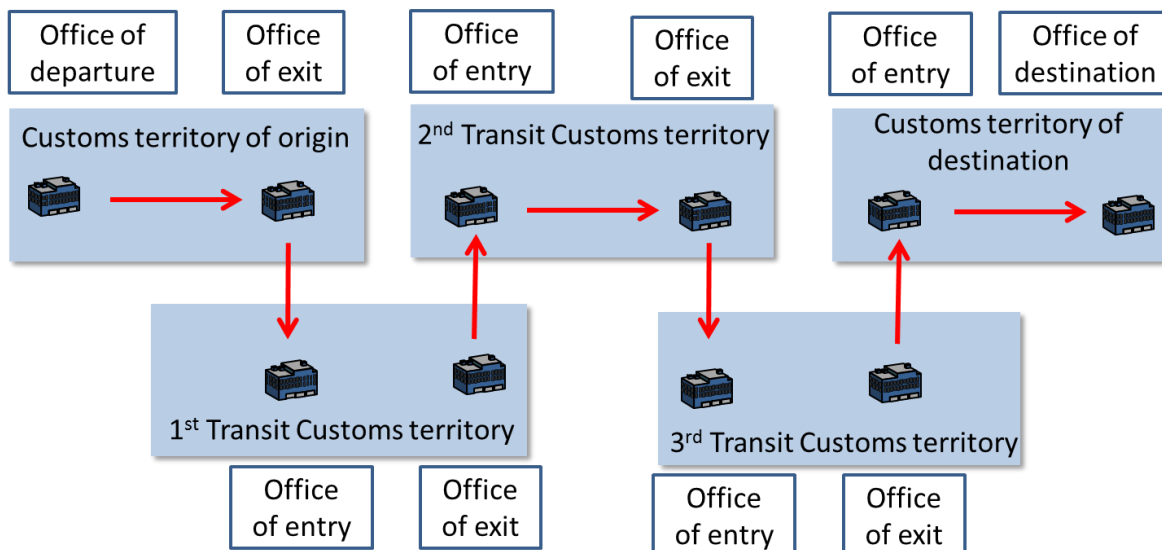 Office of
departure
Office
of exit
Office
of entry
Office
of exit
Office
of entry
Office of
destination
Customs territory of origin
2nd Transit Customs territory
Customs territory of
destination
1st Transit Customs territory
3rd Transit Customs territory
Office
of entry
Office
of exit
Office
of entry
Office
of exit